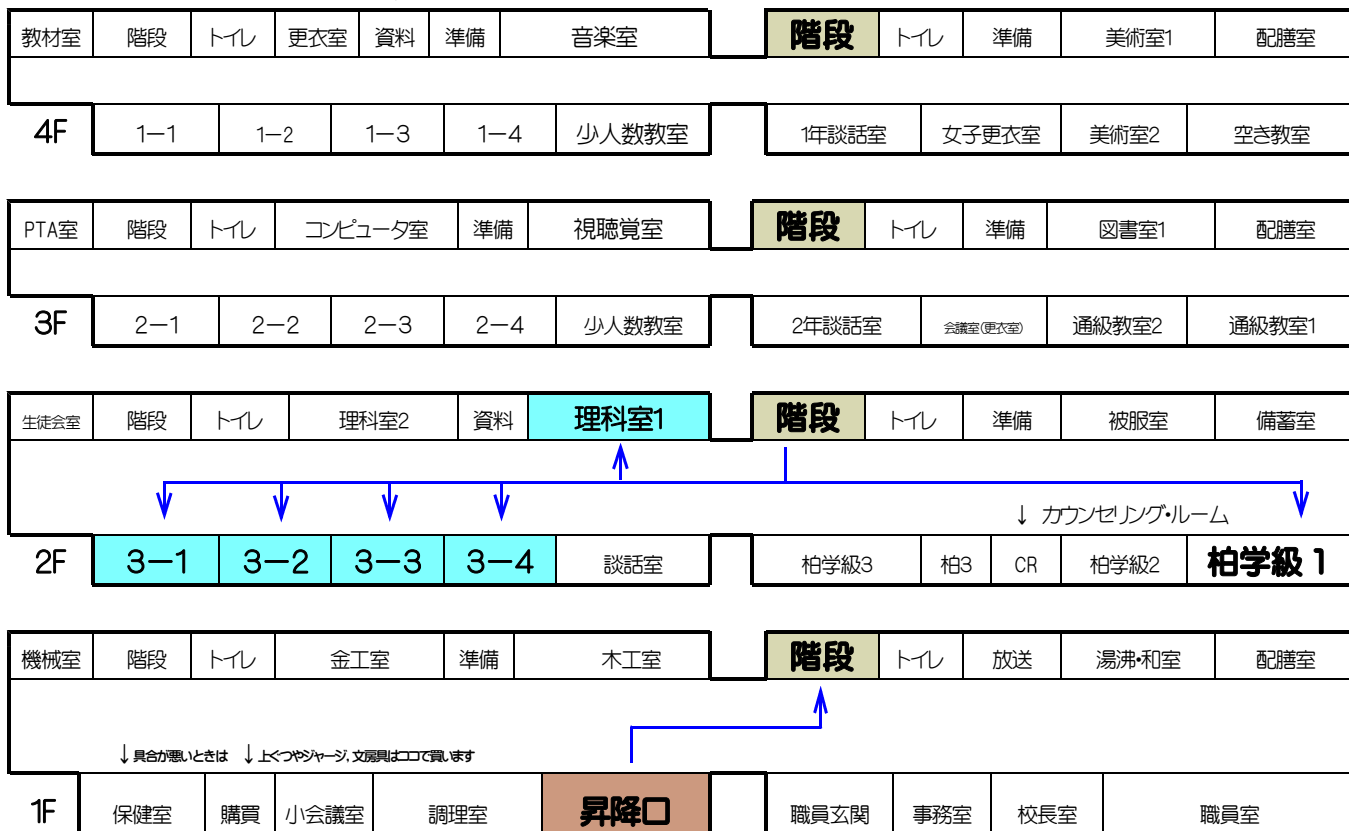 教材室 階段 トイレ 更衣室 資料 準備 音楽室 階段 トイレ 準備 美術室1 配膳室
4F 1－1 1－2 1－3 1－4 少人数教室 1年談話室 女子更衣室 美術室2 空き教室
PTA室 階段 トイレ コンピュータ室 準備 視聴覚室 階段 トイレ 準備 図書室1 配膳室
3F 2－1 2－2 2－3 2－4 少人数教室 2年談話室 会議室(更衣室) 通級教室2 通級教室1
生徒会室 階段 トイレ 理科室2 資料 理科室1 階段 トイレ 準備 被服室 備蓄室
↓ カウンセリング・ルーム
2F 3－1 3－2 3－3 3－4 談話室 柏学級3 柏3 CR 柏学級2 柏学級1
機械室 階段 トイレ 金工室 準備 木工室 階段 トイレ 放送 湯沸・和室 配膳室
↓具合が悪いときは ↓上ぐつやジャージ,文房具はココで買います
1F 保健室 購買 小会議室 調理室 昇降口 職員玄関 事務室 校長室 職員室